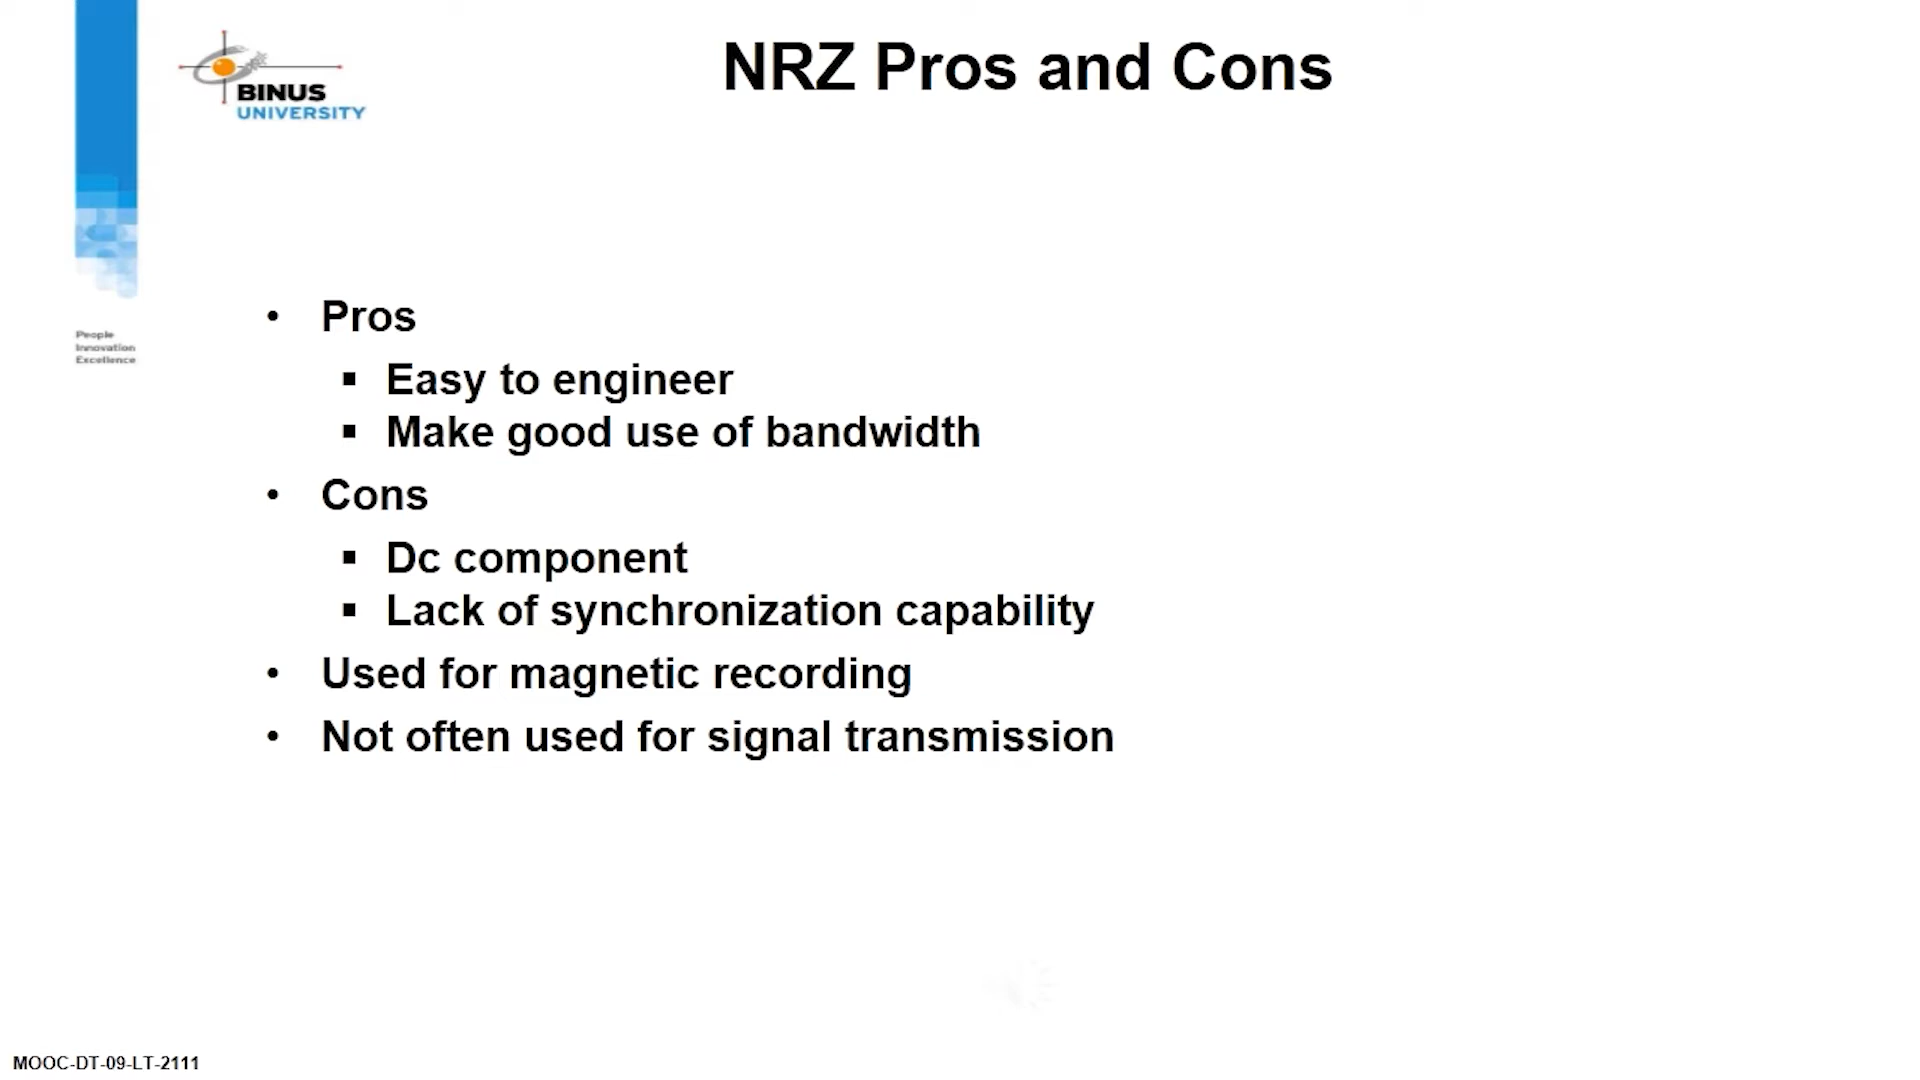 BINUS
UNIVERSITY
NRZ Pros and Cons
People
Innovation
Excellence
• Pros
▪ Easy to engineer
▪ Make good use of bandwidth
• Cons
▪ Dc component
▪ Lack of synchronization capability
• Used for magnetic recording
• Not often used for signal transmission
MOOC-DT-09-LT-2111